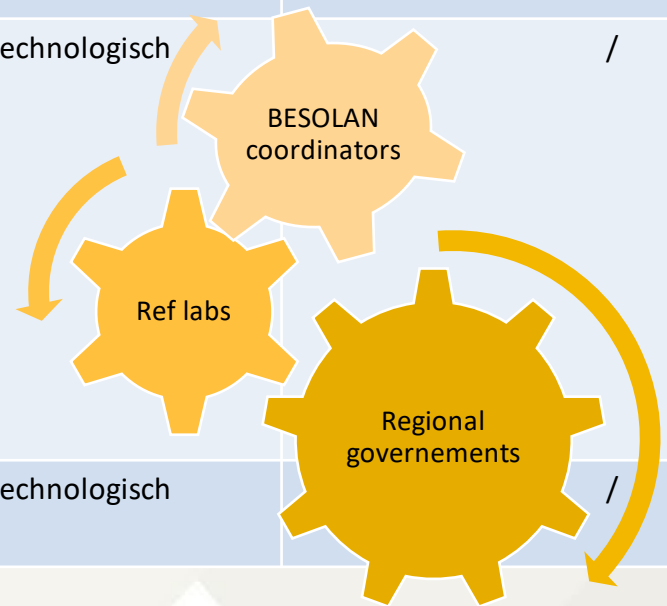 echnologisch /
BESOLAN
coordinators
Ref labs
Regional
governements
echnologisch /